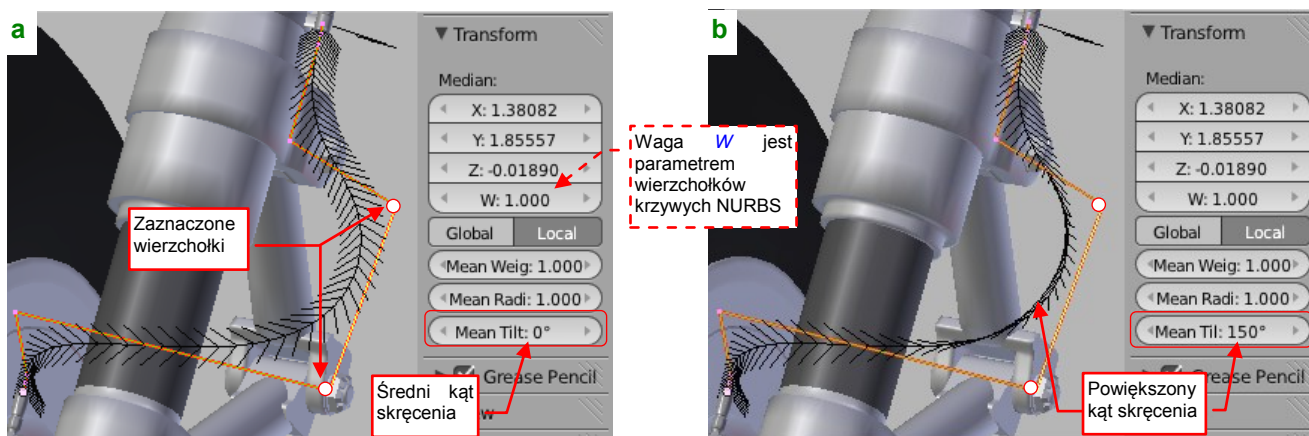 a
Transform
Median:
X: 1.38082
Y: 1.85557
Z: -0.01890
W: 1.000
Global Local
Mean Weig: 1.000
Mean Radi: 1.000
Mean Tilt: 0°
Grease Pencil
Zaznaczone
wierzchołki
Średni kąt
skręcenia
Waga W jest
parametrem
wierzchołków
krzywych NURBS
b
Transform
Median:
X: 1.38082
Y: 1.85557
Z: -0.01890
W: 1.000
Global Local
Mean Weig: 1.000
Mean Radi: 1.000
Mean Til: 150°
Grease Pencil
Powiększony
kąt skręcenia